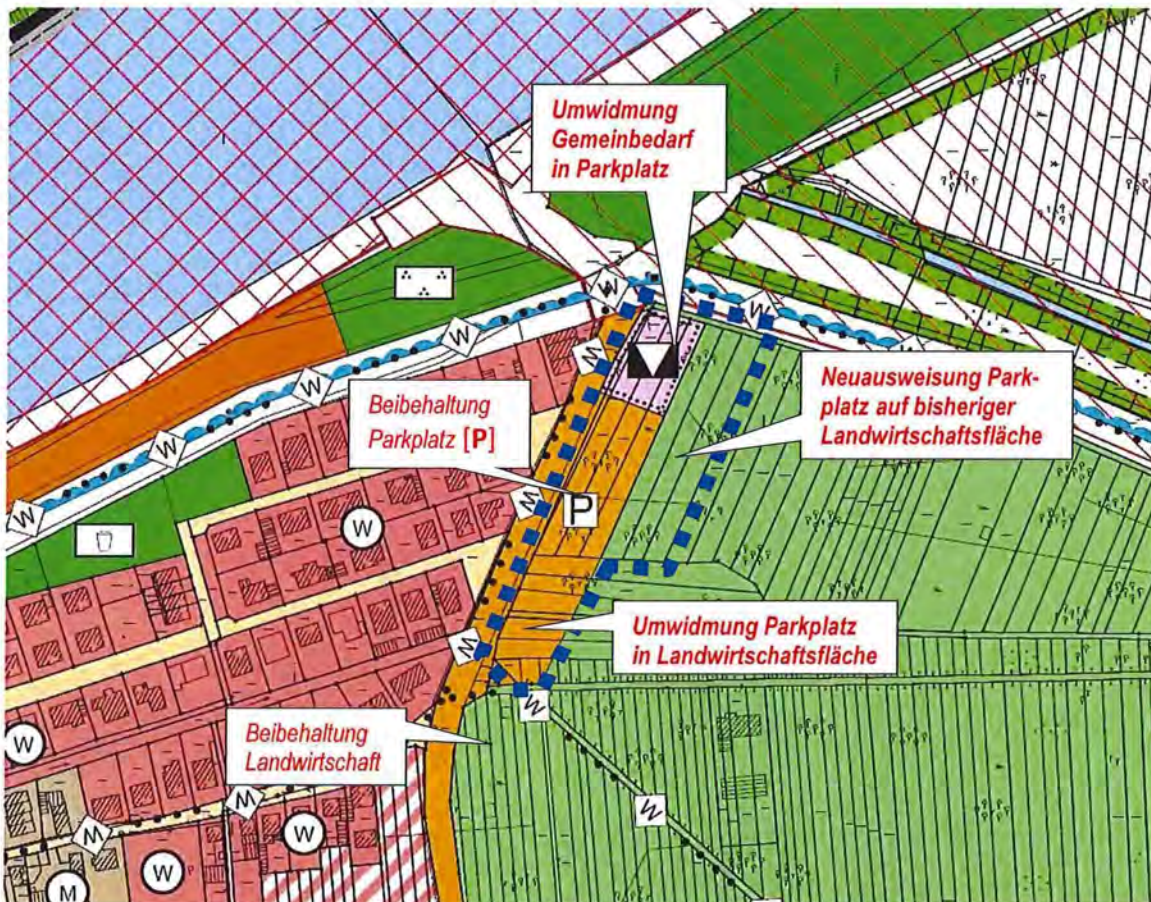 Umwidmung
Gemeinbedarf
in Parkplatz
W
W
W
W
W
W
M
Beibehaltung
Parkplatz [P]
Neuausweisung Park-
platz auf bisheriger
Landwirtschaftsfläche
W
P
W
M
Umwidmung Parkplatz
in Landwirtschaftsfläche
W
Beibehaltung
Landwirtschaft
W
M
M
W
W
W
M